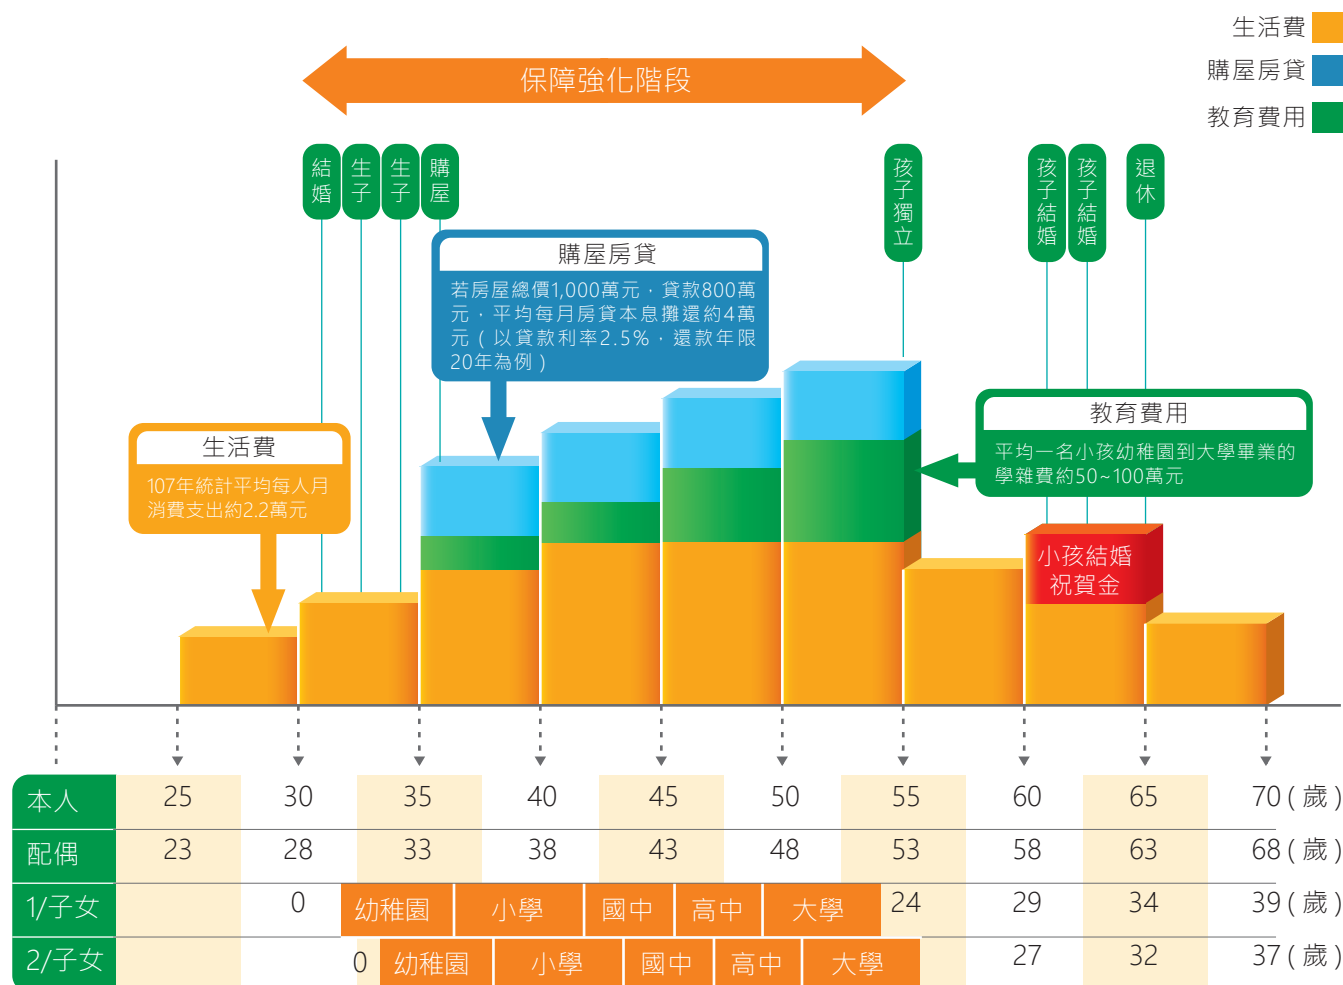 生活費
購屋房貸
教育費用
保障強化階段
結婚
生子
生子
購屋
孩子獨立
孩子結婚
孩子結婚
退休
購屋房貸
若房屋總價1,000萬元，貸款800萬
元，平均每月房貸本息攤還約4萬
元(以貸款利率2.5%，還款年限
20年為例)
生活費
107年統計平均每人月
消費支出約2.2萬元
教育費用
平均一名小孩幼稚園到大學畢業的
學雜費約50~100萬元
小孩結婚
祝賀金
本人 25 30 35 40 45 50 55 60 65 70(歲)
配偶 23 28 33 38 43 48 53 58 63 68(歲)
1/子女 0 幼稚園 小學 國中 高中 大學 24 29 34 39(歲)
2/子女 0 幼稚園 小學 國中 高中 大學 27 32 37(歲)